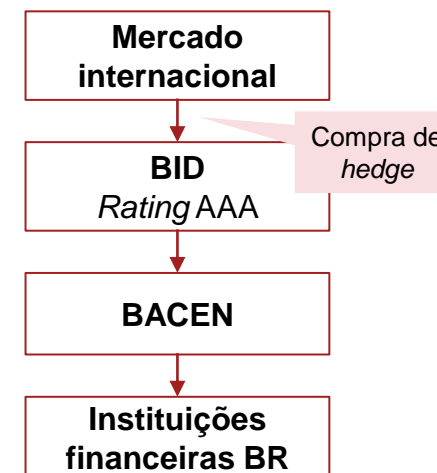 Mercado
internacional
Compra de
hedge
BID
Rating AAA
BACEN
Instituições
financeiras BR